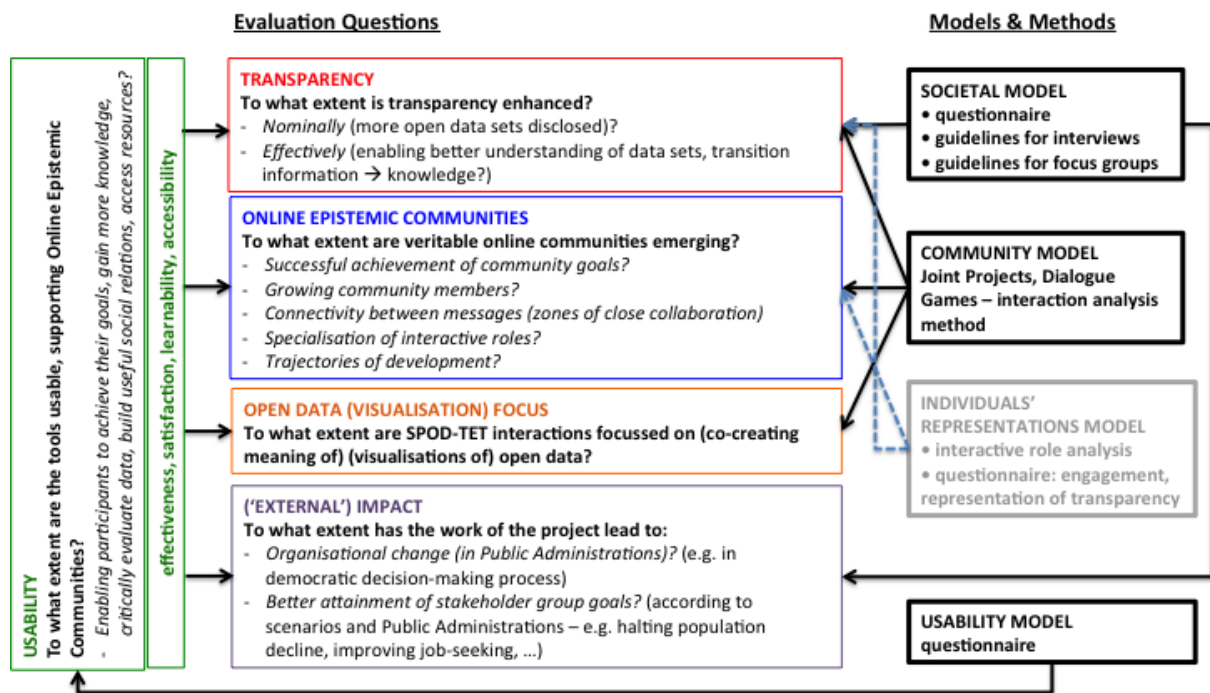 Evaluation Questions
Models & Methods
USABILITY
To what extent are the tools usable, supporting Online Epistemic
Communities?
- Enabling participants to achieve their goals, gain more knowledge,
critically evaluate data, build useful social relations, access resources?
effectiveness, satisfaction, learnability, accessibility
TRANSPARENCY
To what extent is transparency enhanced?
- Nominally (more open data sets disclosed)?
- Effectively (enabling better understanding of data sets, transition
information → knowledge?)
ONLINE EPISTEMIC COMMUNITIES
To what extent are veritable online communities emerging?
- Successful achievement of community goals?
- Growing community members?
- Connectivity between messages (zones of close collaboration)
- Specialisation of interactive roles?
- Trajectories of development?
OPEN DATA (VISUALISATION) FOCUS
To what extent are SPOD-TET interactions focussed on (co-creating
meaning of) (visualisations of) open data?
(‘EXTERNAL’) IMPACT
To what extent has the work of the project lead to:
- Organisational change (in Public Administrations)? (e.g. in
democratic decision-making process)
- Better attainment of stakeholder group goals? (according to
scenarios and Public Administrations – e.g. halting population
decline, improving job-seeking, …)
SOCIETAL MODEL
• questionnaire
• guidelines for interviews
• guidelines for focus groups
COMMUNITY MODEL
Joint Projects, Dialogue
Games – interaction analysis
method
INDIVIDUALS’
REPRESENTATIONS MODEL
• interactive role analysis
• questionnaire: engagement,
representation of transparency
USABILITY MODEL
questionnaire